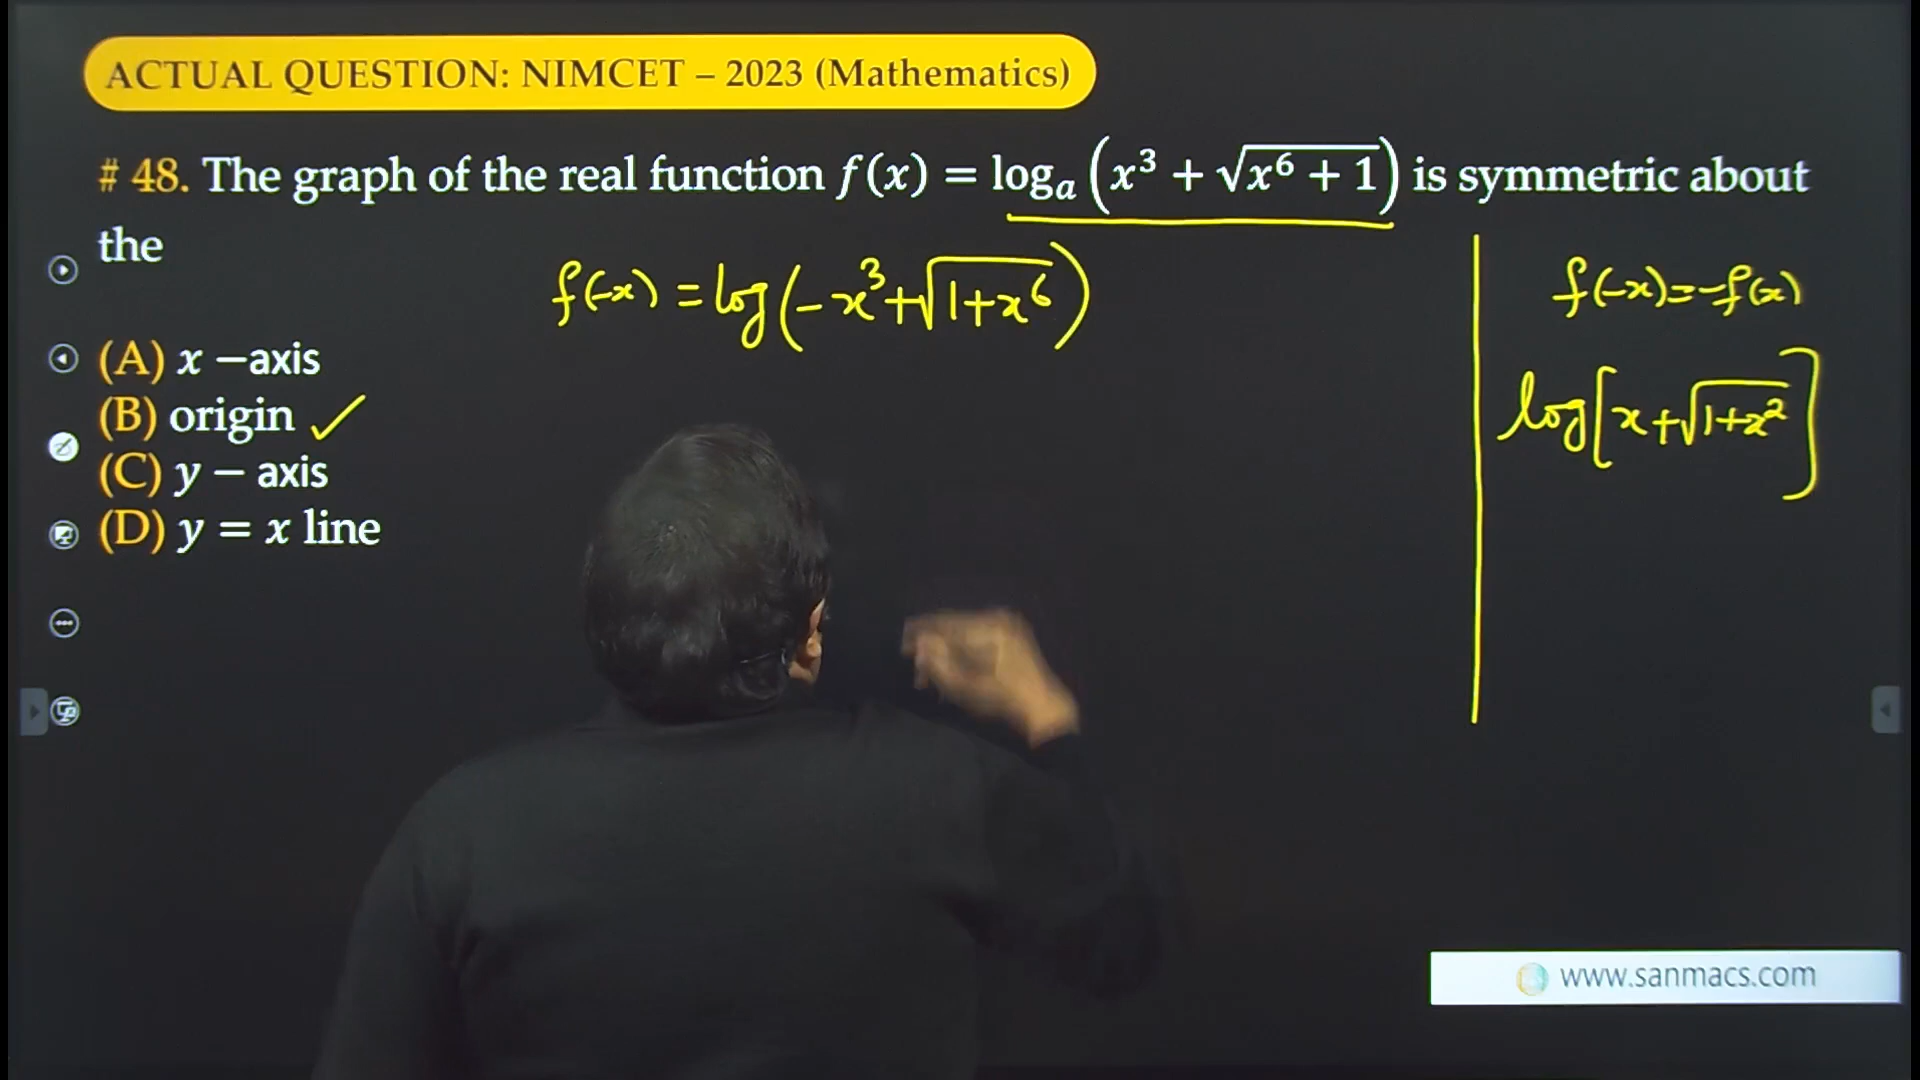 ACTUAL QUESTION: NIMCET – 2023 (Mathematics)
# 48. The graph of the real function f(x) = logₐ (x³ + √(x⁶ + 1)) is symmetric about
the
f(-x) = log(-x³+√(1+x⁶))
f(-x)=-f(x)
log[x+√(1+x²)]
(A) x –axis
(B) origin ✓
(C) y – axis
(D) y = x line
www.sanmacs.com